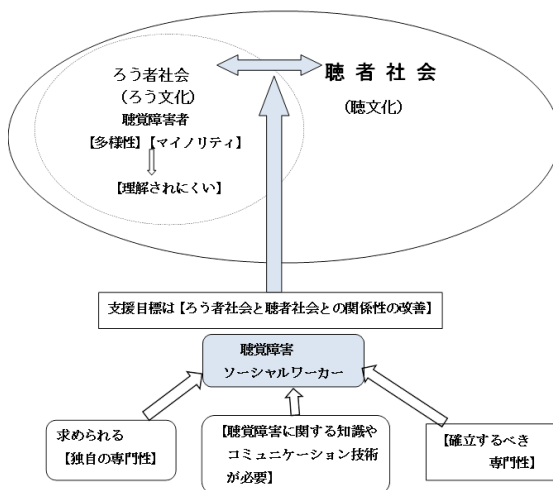 ろう者社会
(ろう文化)
聴覚障害者
【多様性】【マイノリティ】
【理解されにくい】
聴者社会
(聴文化)
支援目標は【ろう者社会と聴者社会との関係性の改善】
聴覚障害
ソーシャルワーカー
求められる
【独自の専門性】
【聴覚障害に関する知識や
コミュニケーション技術
が必要】
【確立するべき
専門性】